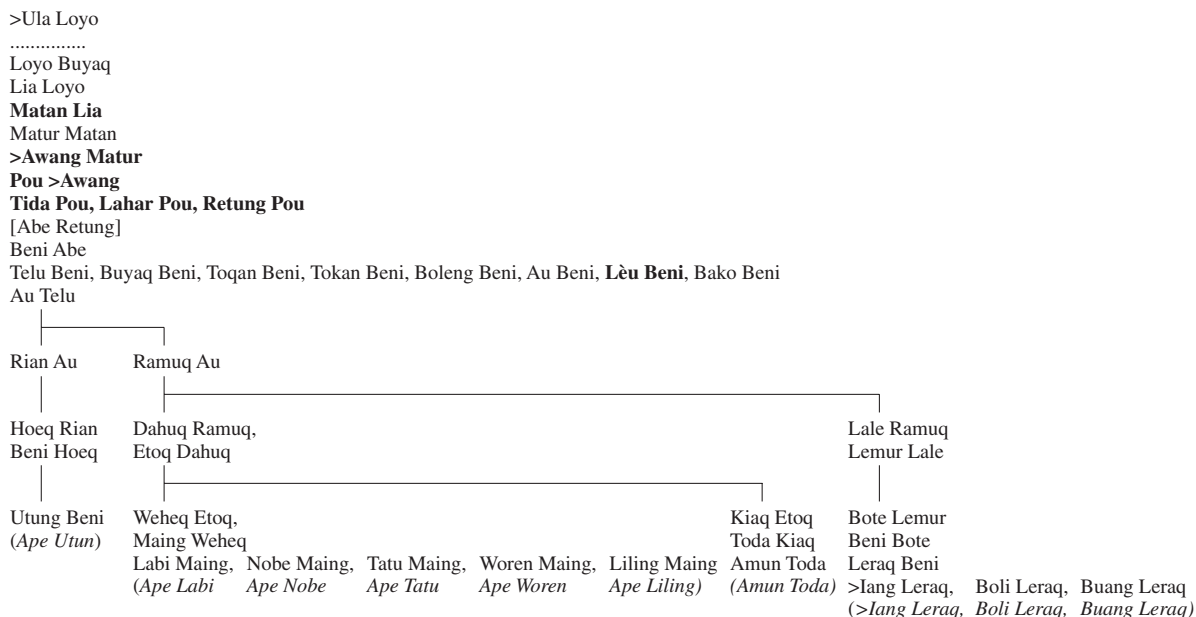 >Ula Loyo
...............
Loyo Buyaq
Lia Loyo
Matan Lia
Matur Matan
>Awang Matur
Pou >Awang
Tida Pou, Lahar Pou, Retung Pou
[Abe Retung]
Beni Abe
Telu Beni, Buyaq Beni, Toqan Beni, Tokan Beni, Boleng Beni, Au Beni, Lèu Beni, Bako Beni
Au Telu
Rian Au Ramuq Au
Hoeq Rian Dahuq Ramuq, Lale Ramuq
Beni Hoeq Etoq Dahuq Lemur Lale
Utung Beni Weheq Etoq, Kiaq Etoq Bote Lemur
(Ape Utun) Maing Weheq Toda Kiaq Beni Bote
Labi Maing, Nobe Maing, Tatu Maing, Woren Maing, Liling Maing Amun Toda Leraq Beni
(Ape Labi Ape Nobe Ape Tatu Ape Woren Ape Liling) (Amun Toda) >Iang Leraq, Boli Leraq, Buang Leraq
(>Iang Leraq, Boli Leraq, Buang Leraq)